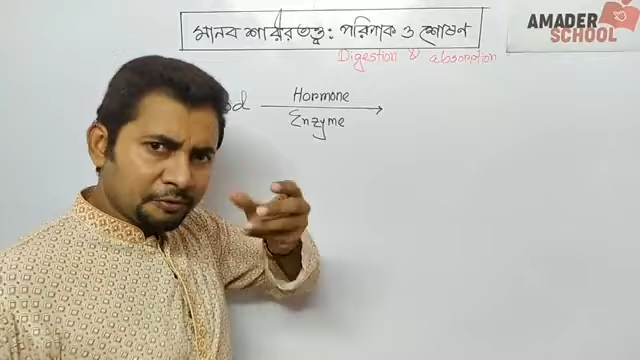 মানব শারীরতত্ত্ব: পরিপাক ও শোষণ
Digestion & absorption
AMADER
SCHOOL
Hormone
Enzyme